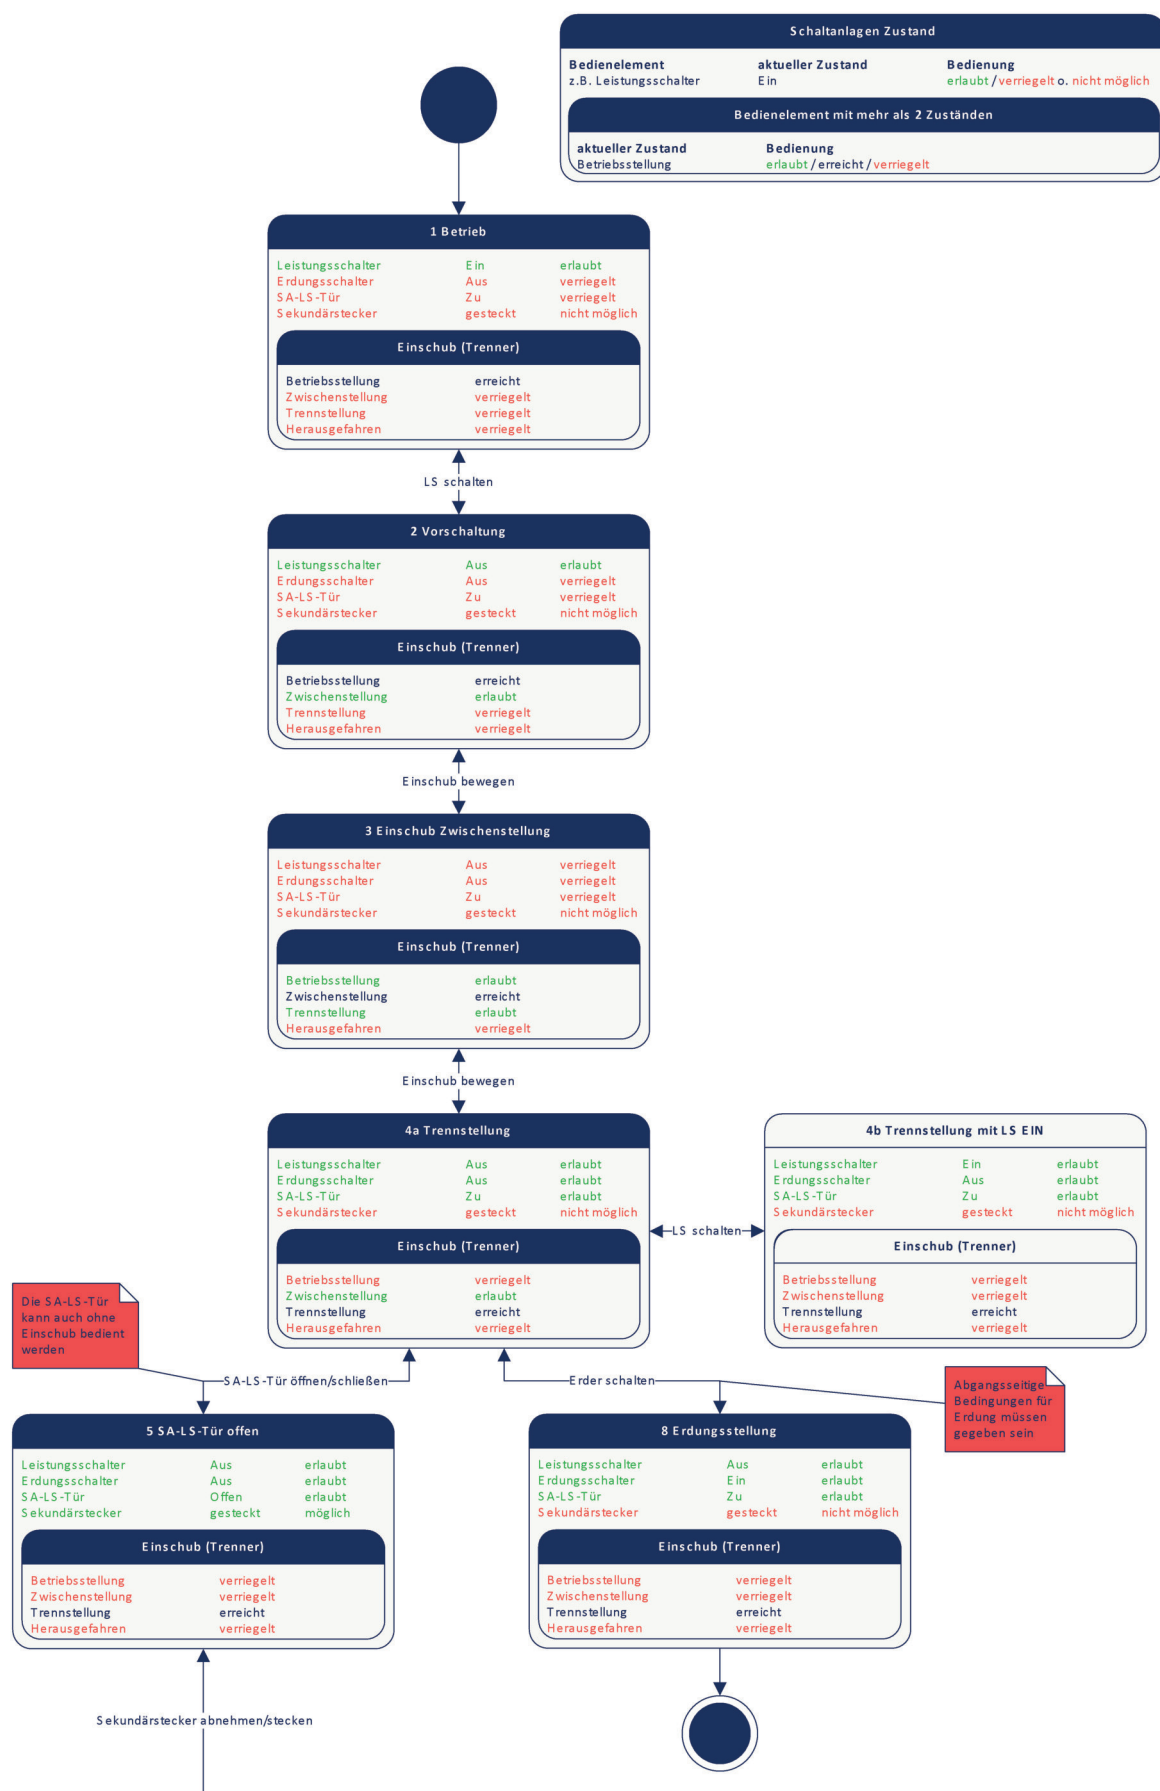 Schaltanlagen Zustand
Bedienelement aktueller Zustand Bedienung
z.B. Leistungsschalter Ein erlaubt / verriegelt o. nicht möglich
Bedienelement mit mehr als 2 Zuständen
aktueller Zustand Bedienung
Betriebsstellung erlaubt / erreicht / verriegelt
1 Betrieb
Leistungsschalter Ein erlaubt
Erdungsschalter Aus verriegelt
SA-LS-Tür Zu verriegelt
Sekundärstecker gesteckt nicht möglich
Einschub (Trenner)
Betriebsstellung erreicht
Zwischenstellung verriegelt
Trennstellung verriegelt
Herausgefahren verriegelt
LS schalten
2 Vorschaltung
Leistungsschalter Aus erlaubt
Erdungsschalter Aus verriegelt
SA-LS-Tür Zu verriegelt
Sekundärstecker gesteckt nicht möglich
Einschub (Trenner)
Betriebsstellung erreicht
Zwischenstellung erlaubt
Trennstellung verriegelt
Herausgefahren verriegelt
Einschub bewegen
3 Einschub Zwischenstellung
Leistungsschalter Aus verriegelt
Erdungsschalter Aus verriegelt
SA-LS-Tür Zu verriegelt
Sekundärstecker gesteckt nicht möglich
Einschub (Trenner)
Betriebsstellung erlaubt
Zwischenstellung erreicht
Trennstellung erlaubt
Herausgefahren verriegelt
Einschub bewegen
4a Trennstellung
Leistungsschalter Aus erlaubt
Erdungsschalter Aus erlaubt
SA-LS-Tür Zu erlaubt
Sekundärstecker gesteckt nicht möglich
Einschub (Trenner)
Betriebsstellung verriegelt
Zwischenstellung erlaubt
Trennstellung erreicht
Herausgefahren verriegelt
LS schalten
4b Trennstellung mit LS EIN
Leistungsschalter Ein erlaubt
Erdungsschalter Aus erlaubt
SA-LS-Tür Zu erlaubt
Sekundärstecker gesteckt nicht möglich
Einschub (Trenner)
Betriebsstellung verriegelt
Zwischenstellung verriegelt
Trennstellung erreicht
Herausgefahren verriegelt
Die SA-LS-Tür
kann auch ohne
Einschub bedient
werden
SA-LS-Tür öffnen/schließen
Erder schalten
Abgangsseitige
Bedingungen für
Erdung müssen
gegeben sein
5 SA-LS-Tür offen
Leistungsschalter Aus erlaubt
Erdungsschalter Aus erlaubt
SA-LS-Tür Offen erlaubt
Sekundärstecker gesteckt möglich
Einschub (Trenner)
Betriebsstellung verriegelt
Zwischenstellung verriegelt
Trennstellung erreicht
Herausgefahren verriegelt
8 Erdungsstellung
Leistungsschalter Aus erlaubt
Erdungsschalter Ein erlaubt
SA-LS-Tür Zu erlaubt
Sekundärstecker gesteckt nicht möglich
Einschub (Trenner)
Betriebsstellung verriegelt
Zwischenstellung verriegelt
Trennstellung erreicht
Herausgefahren verriegelt
Sekundärstecker abnehmen/stecken